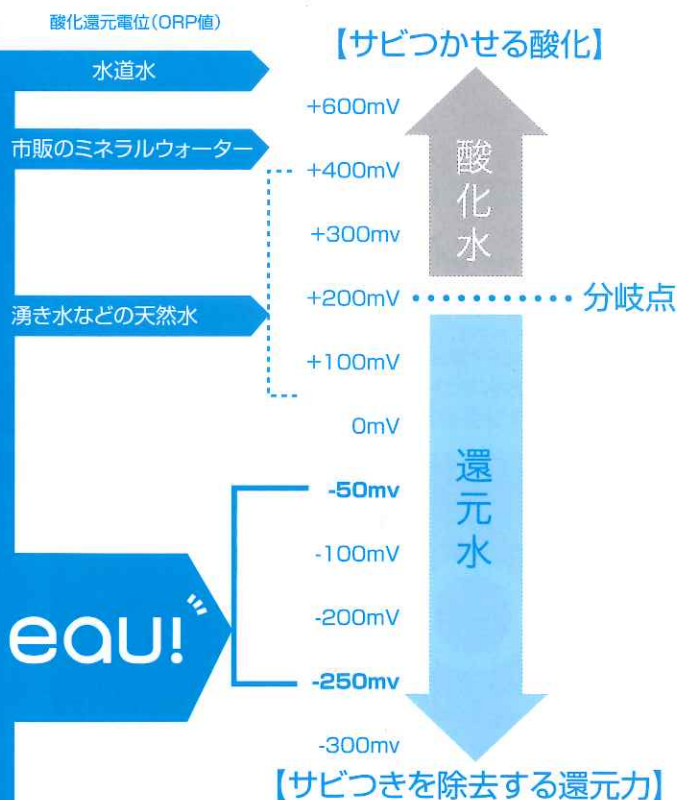 酸化還元電位(ORP値)
【サビつかせる酸化】
水道水
+600mV
市販のミネラルウォーター
+400mV
酸化水
+300mv
+200mV
分岐点
湧き水などの天然水
+100mV
0mV
-50mv
還元水
-100mV
eau!
-200mV
-250mv
-300mv
【サビつきを除去する還元力】